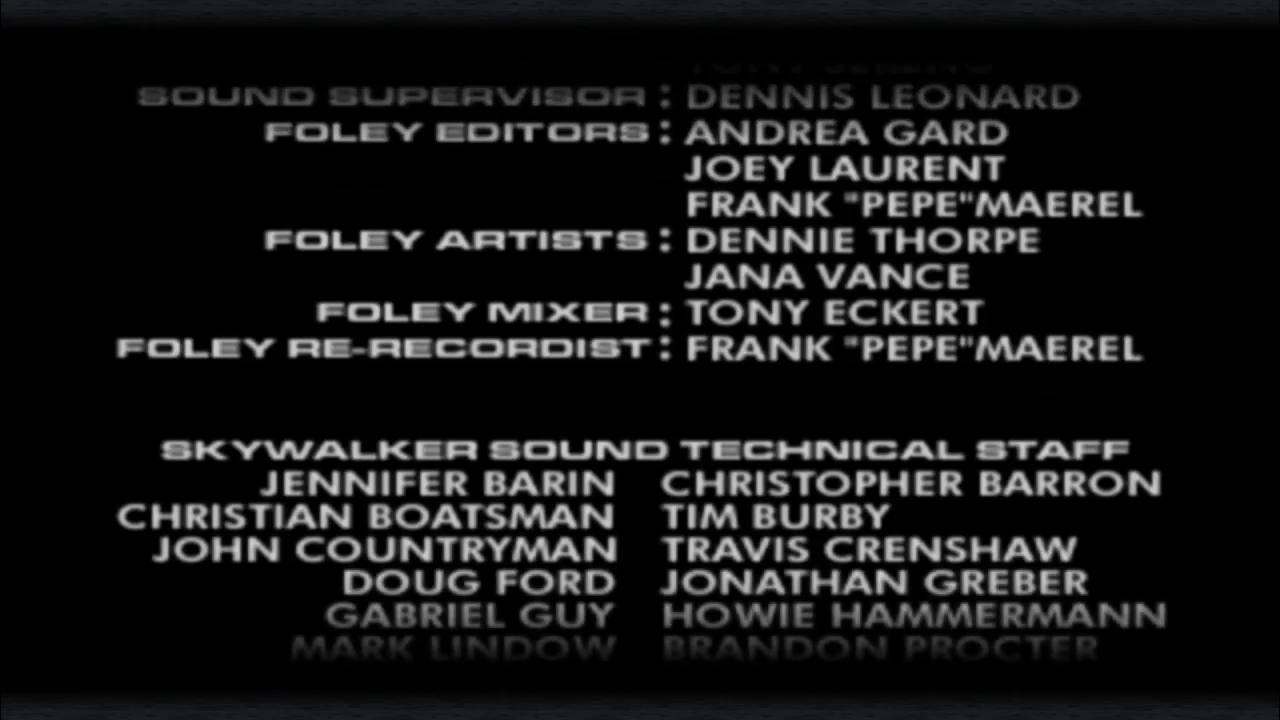 SOUND SUPERVISOR : DENNIS LEONARD
FOLEY EDITORS : ANDREA GARD
JOEY LAURENT
FRANK "PEPE"MAEREL
FOLEY ARTISTS : DENNIE THORPE
JANA VANCE
FOLEY MIXER : TONY ECKERT
FOLEY RE-RECORDIST : FRANK "PEPE"MAEREL
SKYWALKER SOUND TECHNICAL STAFF
JENNIFER BARIN CHRISTOPHER BARRON
CHRISTIAN BOATSMAN TIM BURBY
JOHN COUNTRYMAN TRAVIS CRENSHAW
DOUG FORD JONATHAN GREBER
GABRIEL GUY HOWIE HAMMERMANN
MARK LINDOW BRANDON PROCTER